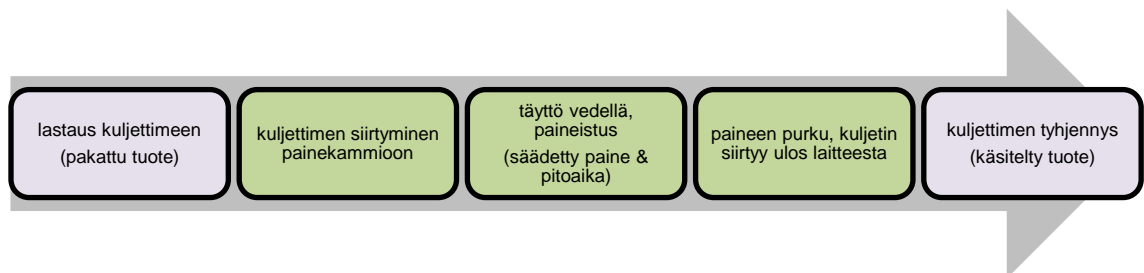 lastaus kuljettimeen
(pakattu tuote)
kuljettimen siirtyminen
painekammioon
täyttö vedellä,
paineistus
(säädetty paine &
pitoaika)
paineen purku, kuljetin
siirtyy ulos laitteesta
kuljettimen tyhjennys
(käsitelty tuote)